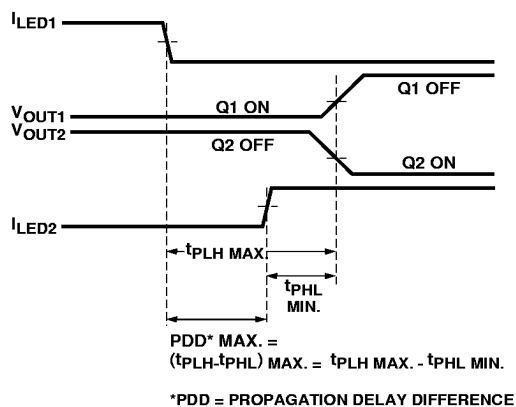 ILED1
VOUT1
Q1 ON
Q1 OFF
VOUT2
Q2 OFF
Q2 ON
ILED2
tPLH MAX.
tPHL
MIN.
PDD* MAX. =
(tPLH-tPHL) MAX. = tPLH MAX. - tPHL MIN.
*PDD = PROPAGATION DELAY DIFFERENCE